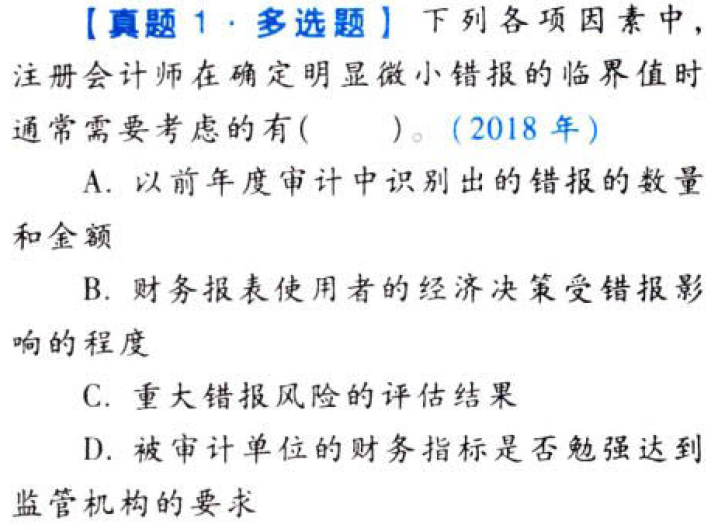 【真题 1·多选题】下列各项因素中，
注册会计师在确定明显微小错报的临界值时
通常需要考虑的有(　　)。(2018 年)
A. 以前年度审计中识别出的错报的数量
和金额
B. 财务报表使用者的经济决策受错报影
响的程度
C. 重大错报风险的评估结果
D. 被审计单位的财务指标是否勉强达到
监管机构的要求